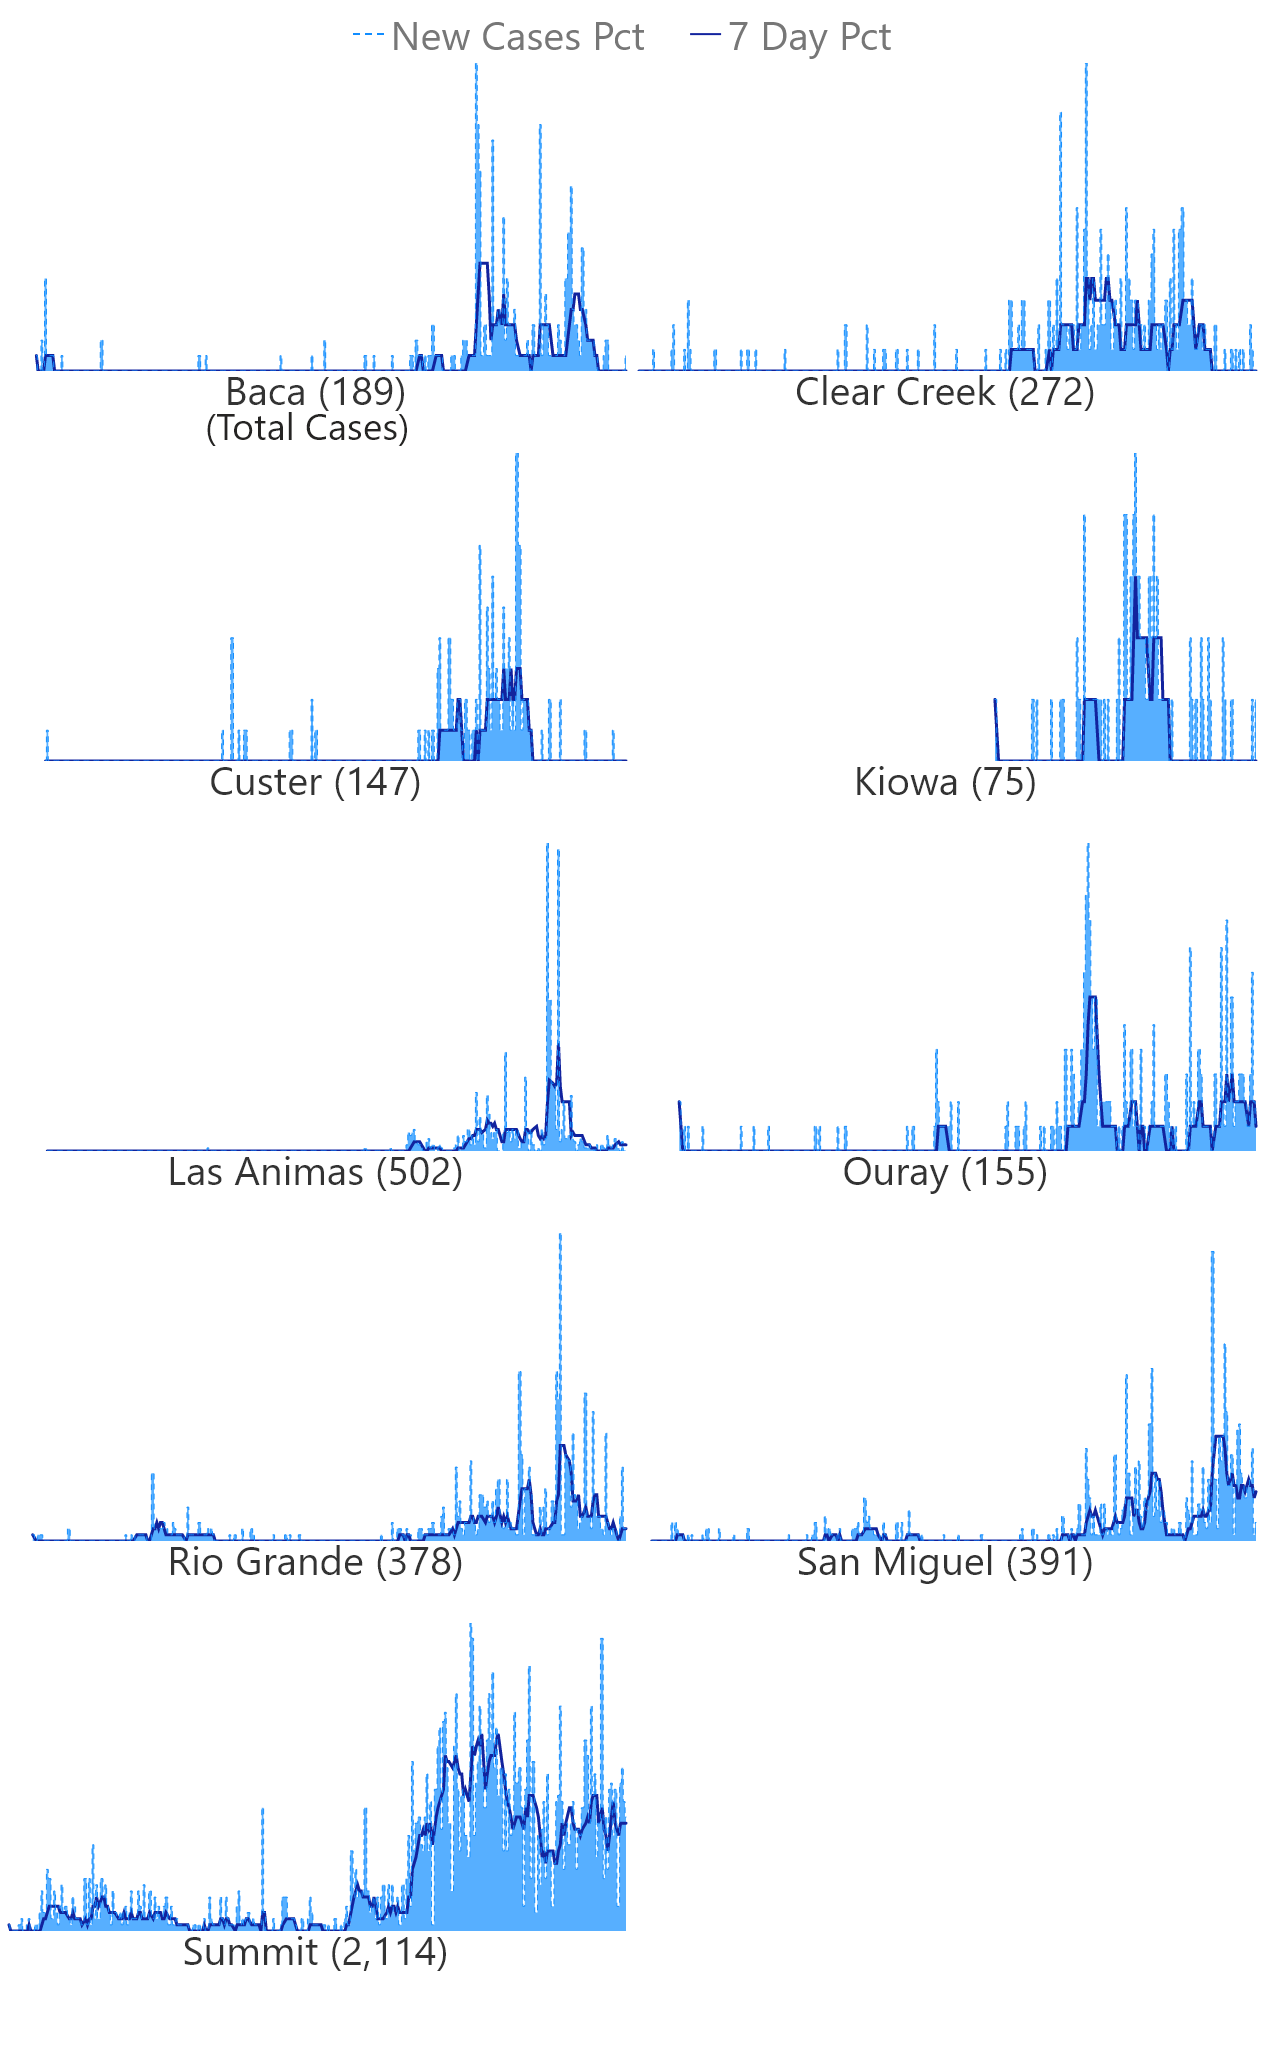 New Cases Pct 7 Day Pct
Baca (189) Clear Creek (272)
(Total Cases)
Custer (147) Kiowa (75)
Las Animas (502) Ouray (155)
Rio Grande (378) San Miguel (391)
Summit (2,114)